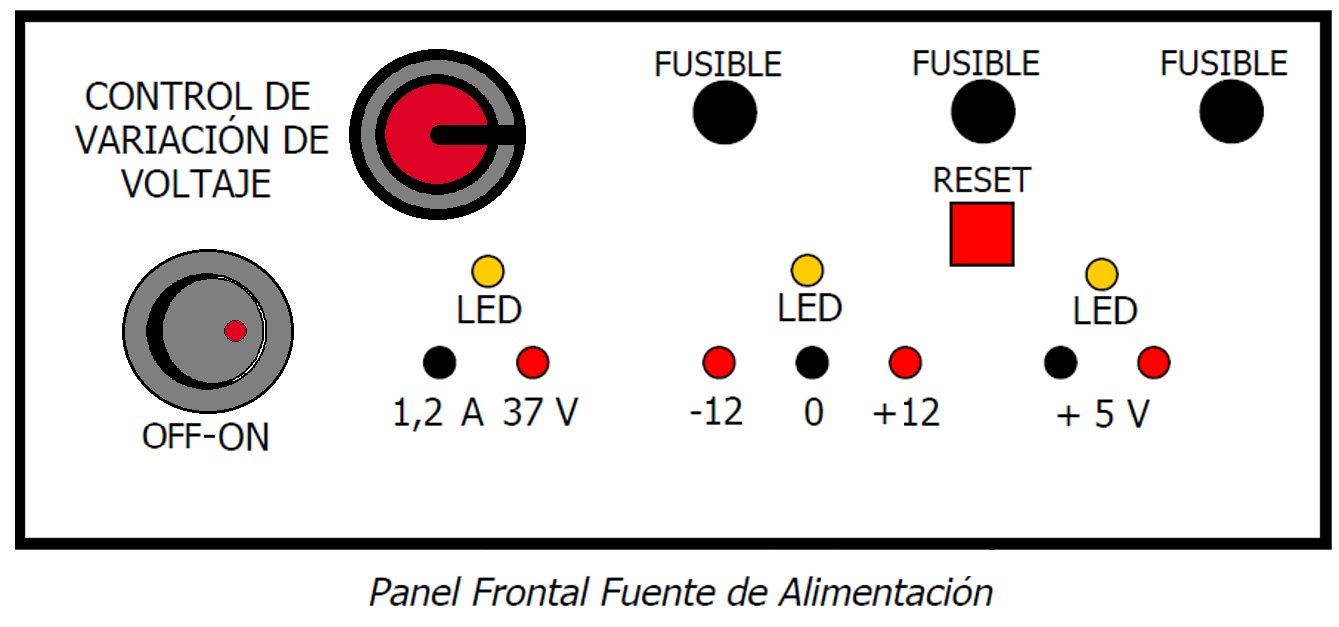 CONTROL DE
VARIACIÓN DE
VOLTAJE
FUSIBLE
FUSIBLE
FUSIBLE
RESET
LED
LED
LED
1,2 A 37 V
-12 0 +12
+ 5 V
OFF-ON
Panel Frontal Fuente de Alimentación